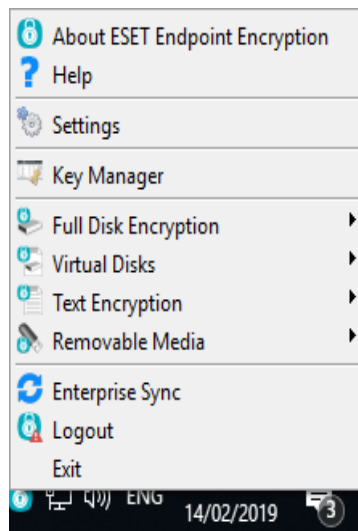 About ESET Endpoint Encryption
Help
Settings
Key Manager
Full Disk Encryption
Virtual Disks
Text Encryption
Removable Media
Enterprise Sync
Logout
Exit
ENG
14/02/2019
3